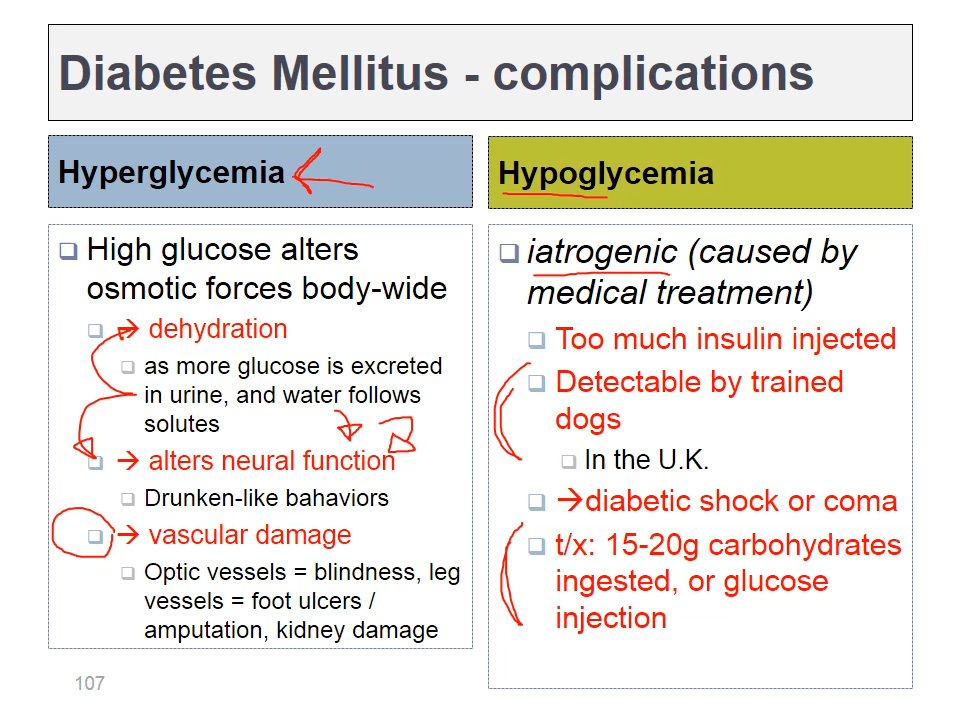 Diabetes Mellitus - complications
Hyperglycemia
High glucose alters
osmotic forces body-wide
→ dehydration
as more glucose is excreted
in urine, and water follows
solutes
→ alters neural function
Drunken-like bahaviors
→ vascular damage
Optic vessels = blindness, leg
vessels = foot ulcers /
amputation, kidney damage
Hypoglycemia
iatrogenic (caused by
medical treatment)
Too much insulin injected
Detectable by trained
dogs
In the U.K.
→diabetic shock or coma
t/x: 15-20g carbohydrates
ingested, or glucose
injection
107